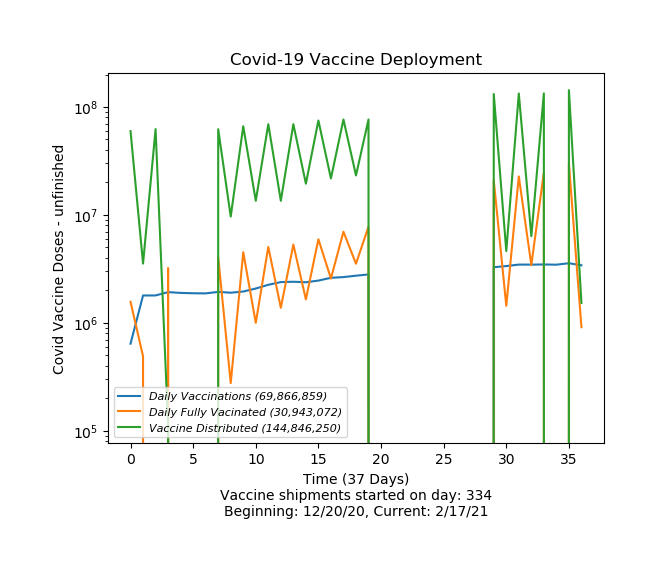 Covid-19 Vaccine Deployment
Covid Vaccine Doses - unfinished
10^8
10^7
10^6
10^5
Daily Vaccinations (69,866,859)
Daily Fully Vacinated (30,943,072)
Vaccine Distributed (144,846,250)
0 5 10 15 20 25 30 35
Time (37 Days)
Vaccine shipments started on day: 334
Beginning: 12/20/20, Current: 2/17/21